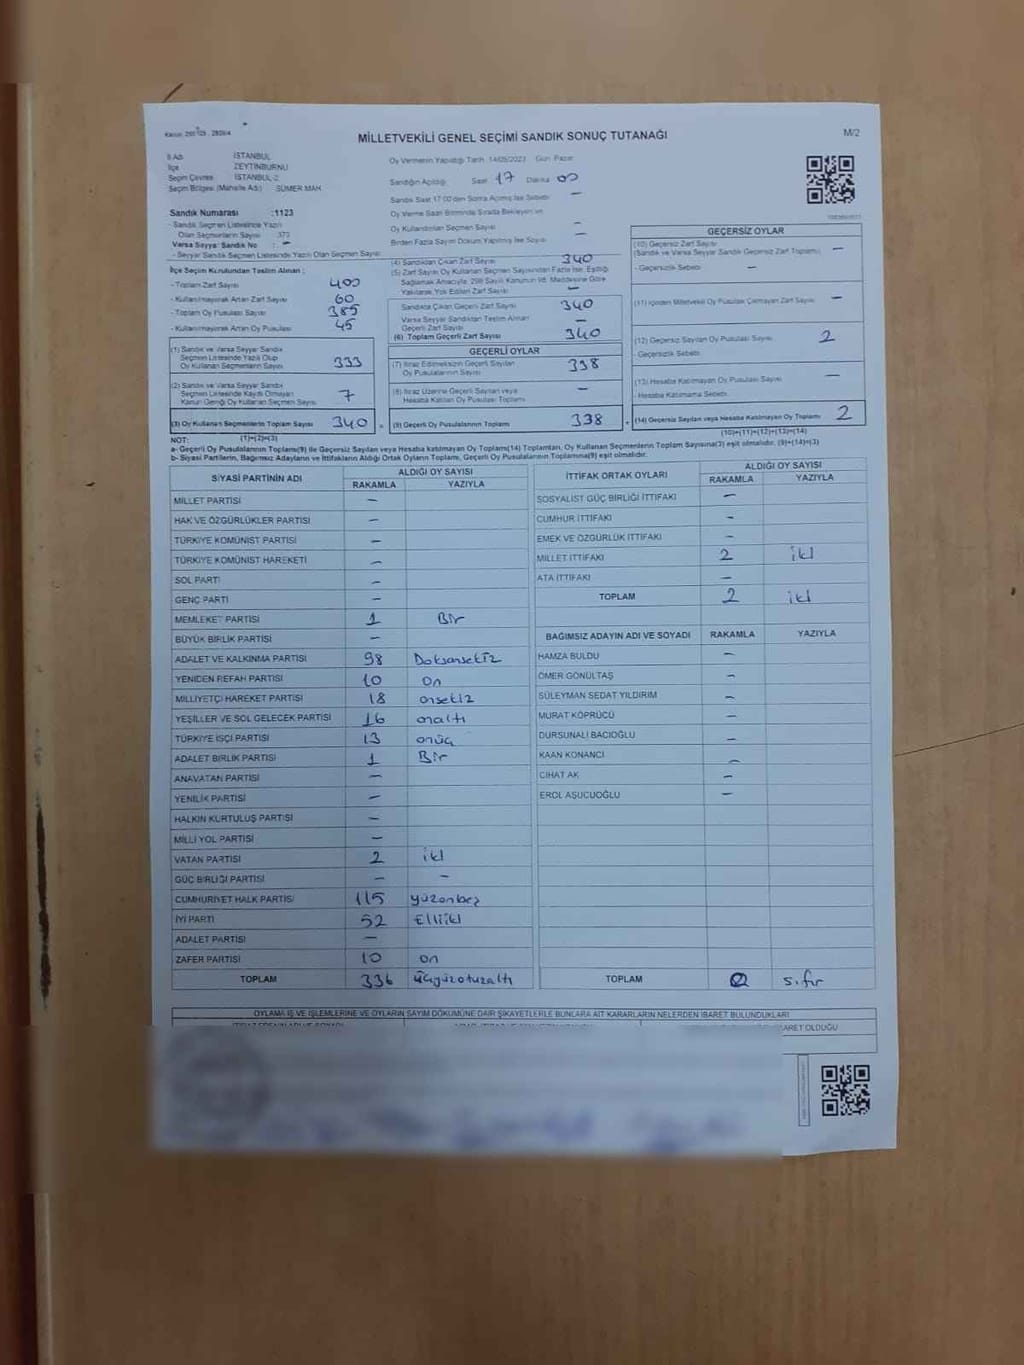 MİLLETVEKİLİ GENEL SEÇİMİ SANDIK SONUÇ TUTANAĞI
M/2
İl Adı İSTANBUL
İlçe ZEYTİNBURNU
Seçim Çevresi İSTANBUL-2
Seçim Bölgesi (Mahalle Adı) SÜMER MAH
Oy Vermenin Yapıldığı Tarih 14/05/2023 Gün Pazar
Sandığın Açıldığı Saat 17 Dakika 00
Sandık Saat 17:00'den Sonra Açılmış İse Sebebi –
Oy Verme Saati Bitiminde Sırada Bekleyen ve
Oy Kullandıkları Seçmen Sayısı –
Birden Fazla Sayım Döküm Yapılmış İse Sayısı –
Sandık Numarası :1123
- Sandık Seçmen Listesinde Yazılı
Olan Seçmenlerin Sayısı 373
Varsa Seyyar Sandık No : –
- Seyyar Sandık Seçmen Listesinde Yazılı Olan Seçmen Sayısı
İlçe Seçim Kurulundan Teslim Alınan ;
- Toplam Zarf Sayısı 400
- Kullanılmayarak Artan Zarf Sayısı 60
- Toplam Oy Pusulası Sayısı 385
- Kullanılmayarak Artan Oy Pusulası 45
(1) Sandık ve Varsa Seyyar Sandık
Seçmen Listesinde Yazılı Olup
Oy Kullanan Seçmenlerin Sayısı 333
(2) Sandık ve Varsa Seyyar Sandık
Seçmen Listesinde Kaydı Olmayan
Kanun Gereği Oy Kullanan Seçmen Sayısı 7
(3) Oy Kullanan Seçmenlerin Toplam Sayısı 340 =
(4) Sandıktan Çıkan Zarf Sayısı 340
(5) Zarf Sayısı Oy Kullanan Seçmen Sayısından Fazla İse, Eşitliği
Sağlamak Amacıyla, 298 Sayılı Kanunun 98. Maddesine Göre
Yakılarak Yok Edilen Zarf Sayısı –
Sandıkta Çıkan Geçerli Zarf Sayısı 340
Varsa Seyyar Sandıktan Teslim Alınan
Geçerli Zarf Sayısı –
(6) Toplam Geçerli Zarf Sayısı 340
GEÇERLİ OYLAR
(7) İtiraz Edilmeksizin Geçerli Sayılan
Oy Pusulalarının Sayısı 338
(8) İtiraz Üzerine Geçerli Sayılan veya
Hesaba Katılan Oy Pusulaları Toplamı –
(9) Geçerli Oy Pusulalarının Toplamı 338 +
GEÇERSİZ OYLAR
(10) Geçersiz Zarf Sayısı
(Sandık ve Varsa Seyyar Sandık Geçersiz Zarf Toplamı) –
- Geçersizlik Sebebi –
(11) İçinden Milletvekili Oy Pusulası Çıkmayan Zarf Sayısı –
(12) Geçersiz Sayılan Oy Pusulası Sayısı 2
- Geçersizlik Sebebi
(13) Hesaba Katılmayan Oy Pusulası Sayısı –
- Hesaba Katılmama Sebebi
(14) Geçersiz Sayılan veya Hesaba Katılmayan Oy Toplamı 2
NOT: (1)+(2)=(3) (10)+(11)+(12)+(13)=(14)
a- Geçerli Oy Pusulalarının Toplamı(9) ile Geçersiz Sayılan veya Hesaba katılmayan Oy Toplamı(14) Toplamları, Oy Kullanan Seçmenlerin Toplam Sayısına(3) eşit olmalıdır. (9)+(14)=(3)
b- Siyasi Partilerin, Bağımsız Adayların ve İttifakların Aldığı Ortak Oyların Toplamı, Geçerli Oy Pusulalarının Toplamına(9) eşit olmalıdır.
SİYASİ PARTİNİN ADI ALDIĞI OY SAYISI
RAKAMLA YAZIYLA
MİLLET PARTİSİ –
HAK VE ÖZGÜRLÜKLER PARTİSİ –
TÜRKİYE KOMÜNİST PARTİSİ –
TÜRKİYE KOMÜNİST HAREKETİ –
SOL PARTİ –
GENÇ PARTİ –
MEMLEKET PARTİSİ 1 Bir
BÜYÜK BİRLİK PARTİSİ –
ADALET VE KALKINMA PARTİSİ 98 Doksansekiz
YENİDEN REFAH PARTİSİ 10 on
MİLLİYETÇİ HAREKET PARTİSİ 18 onsekiz
YEŞİLLER VE SOL GELECEK PARTİSİ 16 onaltı
TÜRKİYE İŞÇİ PARTİSİ 13 onüç
ADALET BİRLİK PARTİSİ 1 Bir
ANAVATAN PARTİSİ –
YENİLİK PARTİSİ –
HALKIN KURTULUŞ PARTİSİ –
MİLLİ YOL PARTİSİ –
VATAN PARTİSİ 2 iki
GÜÇ BİRLİĞİ PARTİSİ – –
CUMHURİYET HALK PARTİSİ 115 yüzonbeş
İYİ PARTİ 52 Elliiki
ADALET PARTİSİ –
ZAFER PARTİSİ 10 on
TOPLAM 336 üçyüzotuzaltı
İTTİFAK ORTAK OYLARI ALDIĞI OY SAYISI
RAKAMLA YAZIYLA
SOSYALİST GÜÇ BİRLİĞİ İTTİFAKI –
CUMHUR İTTİFAKI –
EMEK VE ÖZGÜRLÜK İTTİFAKI –
MİLLET İTTİFAKI 2 iki
ATA İTTİFAKI –
TOPLAM 2 iki
BAĞIMSIZ ADAYIN ADI VE SOYADI RAKAMLA YAZIYLA
HAMZA BULDU –
ÖMER GÖNÜLTAŞ –
SÜLEYMAN SEDAT YILDIRIM –
MURAT KÖPRÜCÜ –
DURSUNALİ BACIOĞLU –
KAAN KONANCI –
CİHAT AK –
EROL AŞUCUOĞLU –
TOPLAM 0 sıfır
OYLAMA İŞ VE İŞLEMLERİNE VE OYLARIN SAYIM DÖKÜMÜNE DAİR ŞİKAYETLERLE BUNLARA AİT KARARLARIN NELERDEN İBARET BULUNDUKLARI
İBARET OLDUĞU